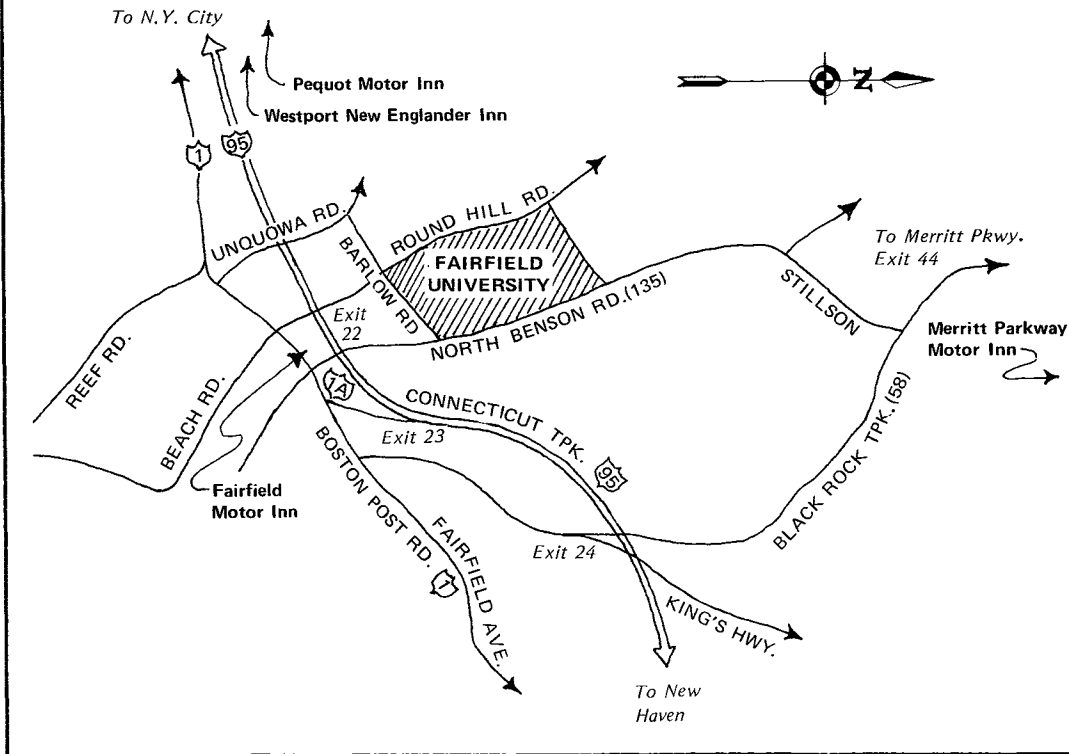 To N.Y. City
Pequot Motor Inn
Westport New Englander Inn
N
1
95
UNQUOWA RD.
ROUND HILL RD.
BARLOW RD
FAIRFIELD
UNIVERSITY
To Merritt Pkwy.
Exit 44
STILLSON
Exit
22
NORTH BENSON RD.(135)
Merritt Parkway
Motor Inn
REEF RD.
BEACH RD.
1A
CONNECTICUT TPK.
95
Exit 23
BLACK ROCK TPK.(58)
Fairfield
Motor Inn
BOSTON POST RD.
1
FAIRFIELD AVE.
Exit 24
KING'S HWY.
To New
Haven